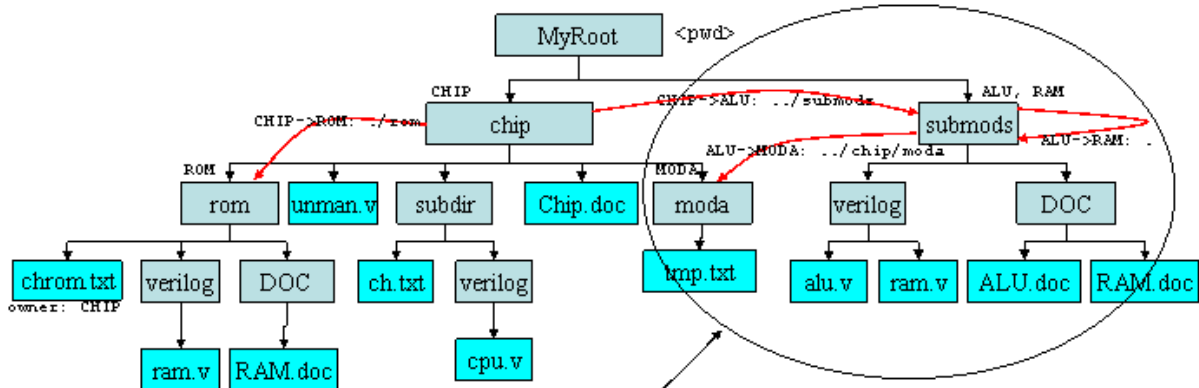 MyRoot
<pwd>
CHIP
CHIP->ALU: ../submods
ALU, RAM
CHIP->ROM: ./rom
chip
submods
ALU->RAM: .
ALU->MODA: ../chip/moda
ROM
MODA
rom
unman.v
subdir
Chip.doc
moda
verilog
DOC
chrom.txt
verilog
DOC
ch.txt
verilog
tmp.txt
alu.v
ram.v
ALU.doc
RAM.doc
owner: CHIP
ram.v
RAM.doc
cpu.v